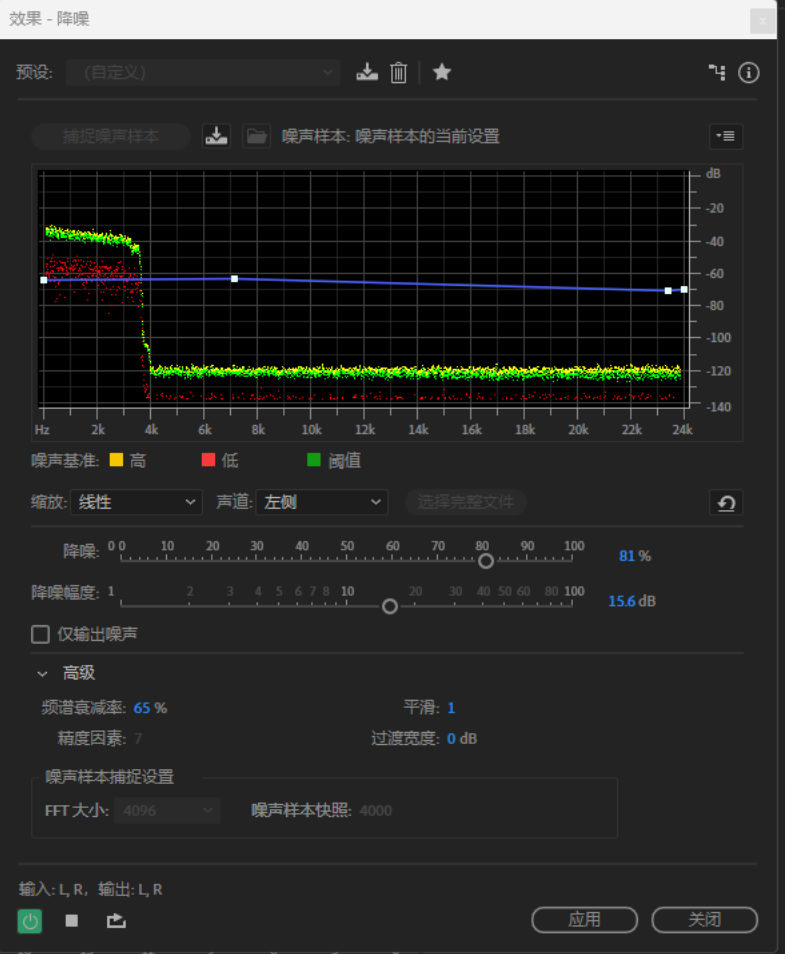 效果 - 降噪
x
预设: (自定义)
捕捉噪声样本 噪声样本: 噪声样本的当前设置
dB
-20
-40
-60
-80
-100
-120
-140
Hz 2k 4k 6k 8k 10k 12k 14k 16k 18k 20k 22k 24k
噪声基准: 高 低 阈值
缩放: 线性 声道: 左侧 选择完整文件
降噪: 0 0 10 20 30 40 50 60 70 80 90 100 81 %
降噪幅度: 1 2 3 4 5 6 7 8 10 20 30 40 50 60 80 100 15.6 dB
仅输出噪声
高级
频谱衰减率: 65 % 平滑: 1
精度因素: 7 过渡宽度: 0 dB
噪声样本捕捉设置
FFT 大小: 4096 噪声样本快照: 4000
输入: L, R, 输出: L, R
应用 关闭